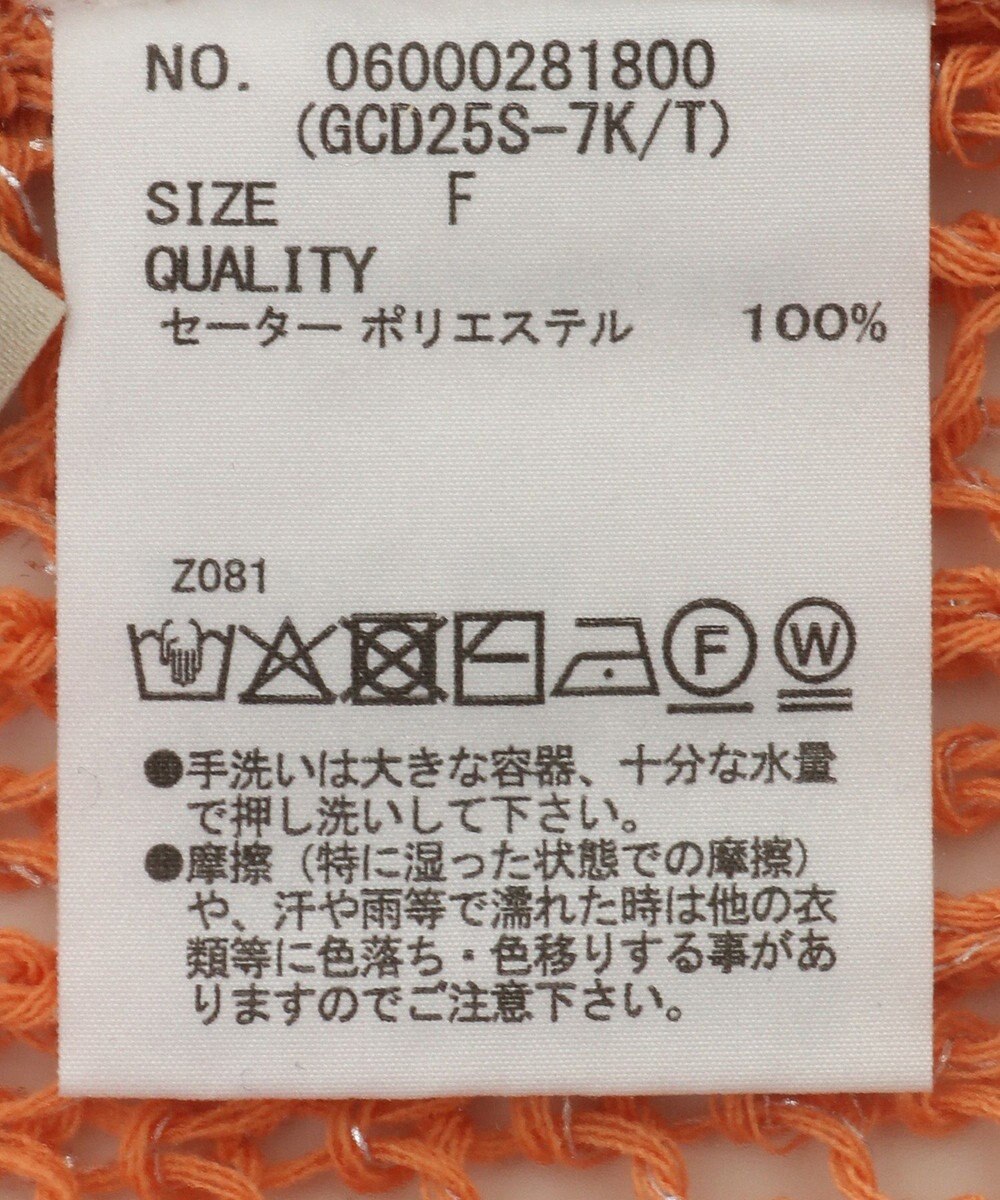 NO. 06000281800
(GCD25S-7K/T)
SIZE F
QUALITY
セーター ポリエステル 100%
Z081
F W
●手洗いは大きな容器、十分な水量
で押し洗いして下さい。
●摩擦(特に湿った状態での摩擦)
や、汗や雨等で濡れた時は他の衣
類等に色落ち・色移りする事があ
りますのでご注意下さい。